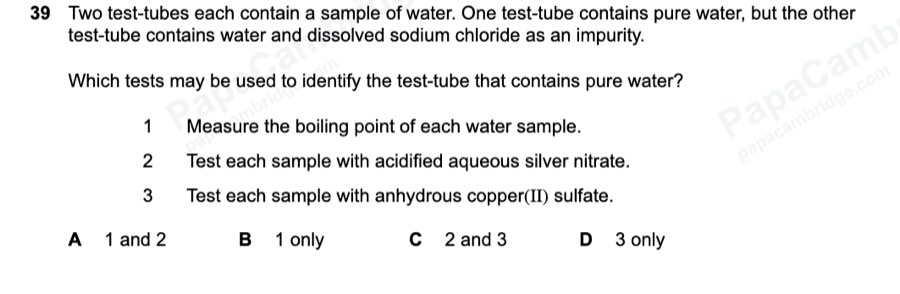 39 Two test-tubes each contain a sample of water. One test-tube contains pure water, but the other
test-tube contains water and dissolved sodium chloride as an impurity.
Which tests may be used to identify the test-tube that contains pure water?
1 Measure the boiling point of each water sample.
2 Test each sample with acidified aqueous silver nitrate.
3 Test each sample with anhydrous copper(II) sulfate.
A 1 and 2 B 1 only C 2 and 3 D 3 only
PapaCamb
papacambridge.com